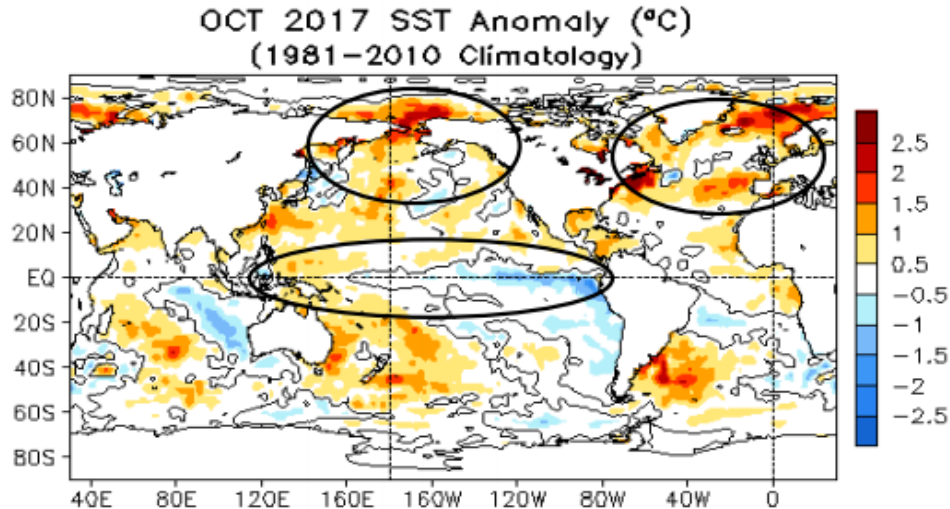 OCT 2017 SST Anomaly (ºC)
(1981–2010 Climatology)
80N
60N
40N
20N
EQ
20S
40S
60S
80S
40E 80E 120E 160E 160W 120W 80W 40W 0
2.5
2
1.5
1
0.5
−0.5
−1
−1.5
−2
−2.5